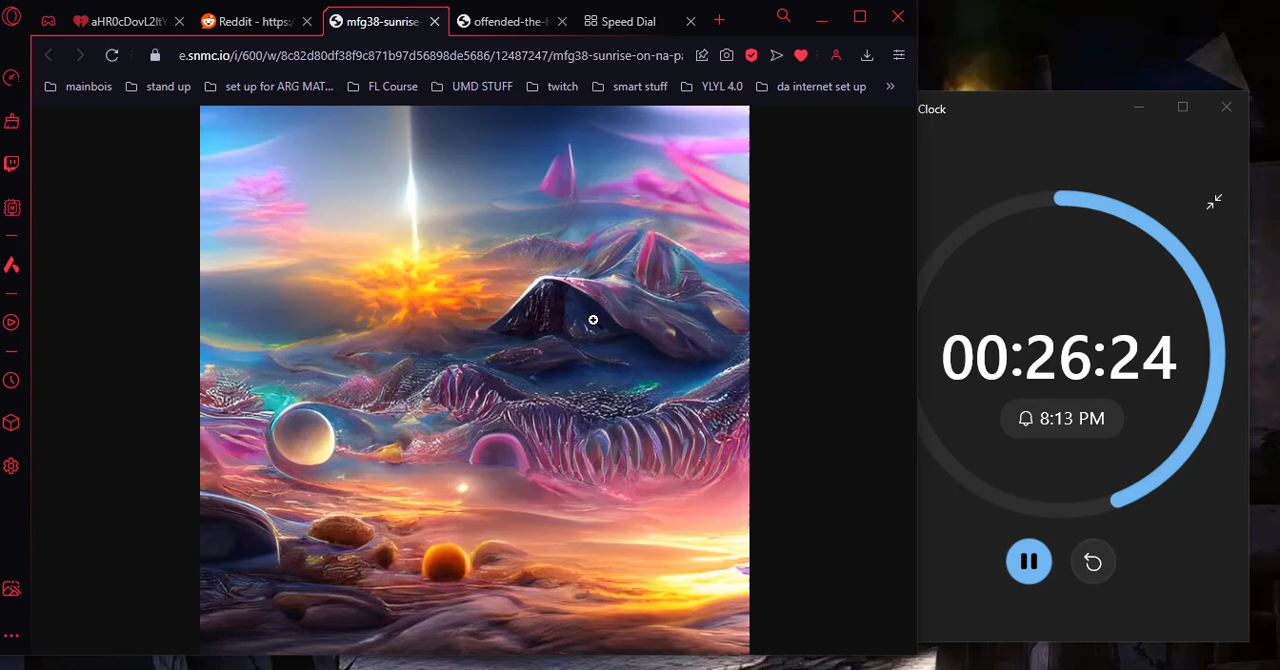 aHR0cDovL2ltY
Reddit - https:/
mfg38-sunrise-
offended-the-h
Speed Dial
e.snmc.io/i/600/w/8c82d80df38f9c871b97d56898de5686/12487247/mfg38-sunrise-on-na-pa
mainbois
stand up
set up for ARG MAT...
FL Course
UMD STUFF
twitch
smart stuff
YLYL 4.0
da internet set up
»
Clock
00:26:24
8:13 PM